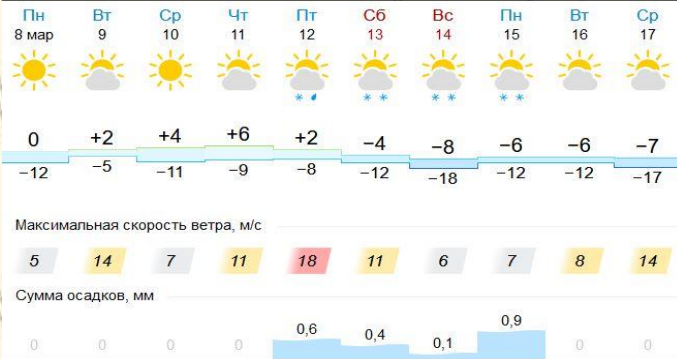 Пн Вт Ср Чт Пт Сб Вс Пн Вт Ср
8 мар 9 10 11 12 13 14 15 16 17
0 +2 +4 +6 +2 −4 −8 −6 −6 −7
−12 −5 −11 −9 −8 −12 −18 −12 −12 −17
Максимальная скорость ветра, м/с
5 14 7 11 18 11 6 7 8 14
Сумма осадков, мм
0 0 0 0 0,6 0,4 0,1 0,9 0 0